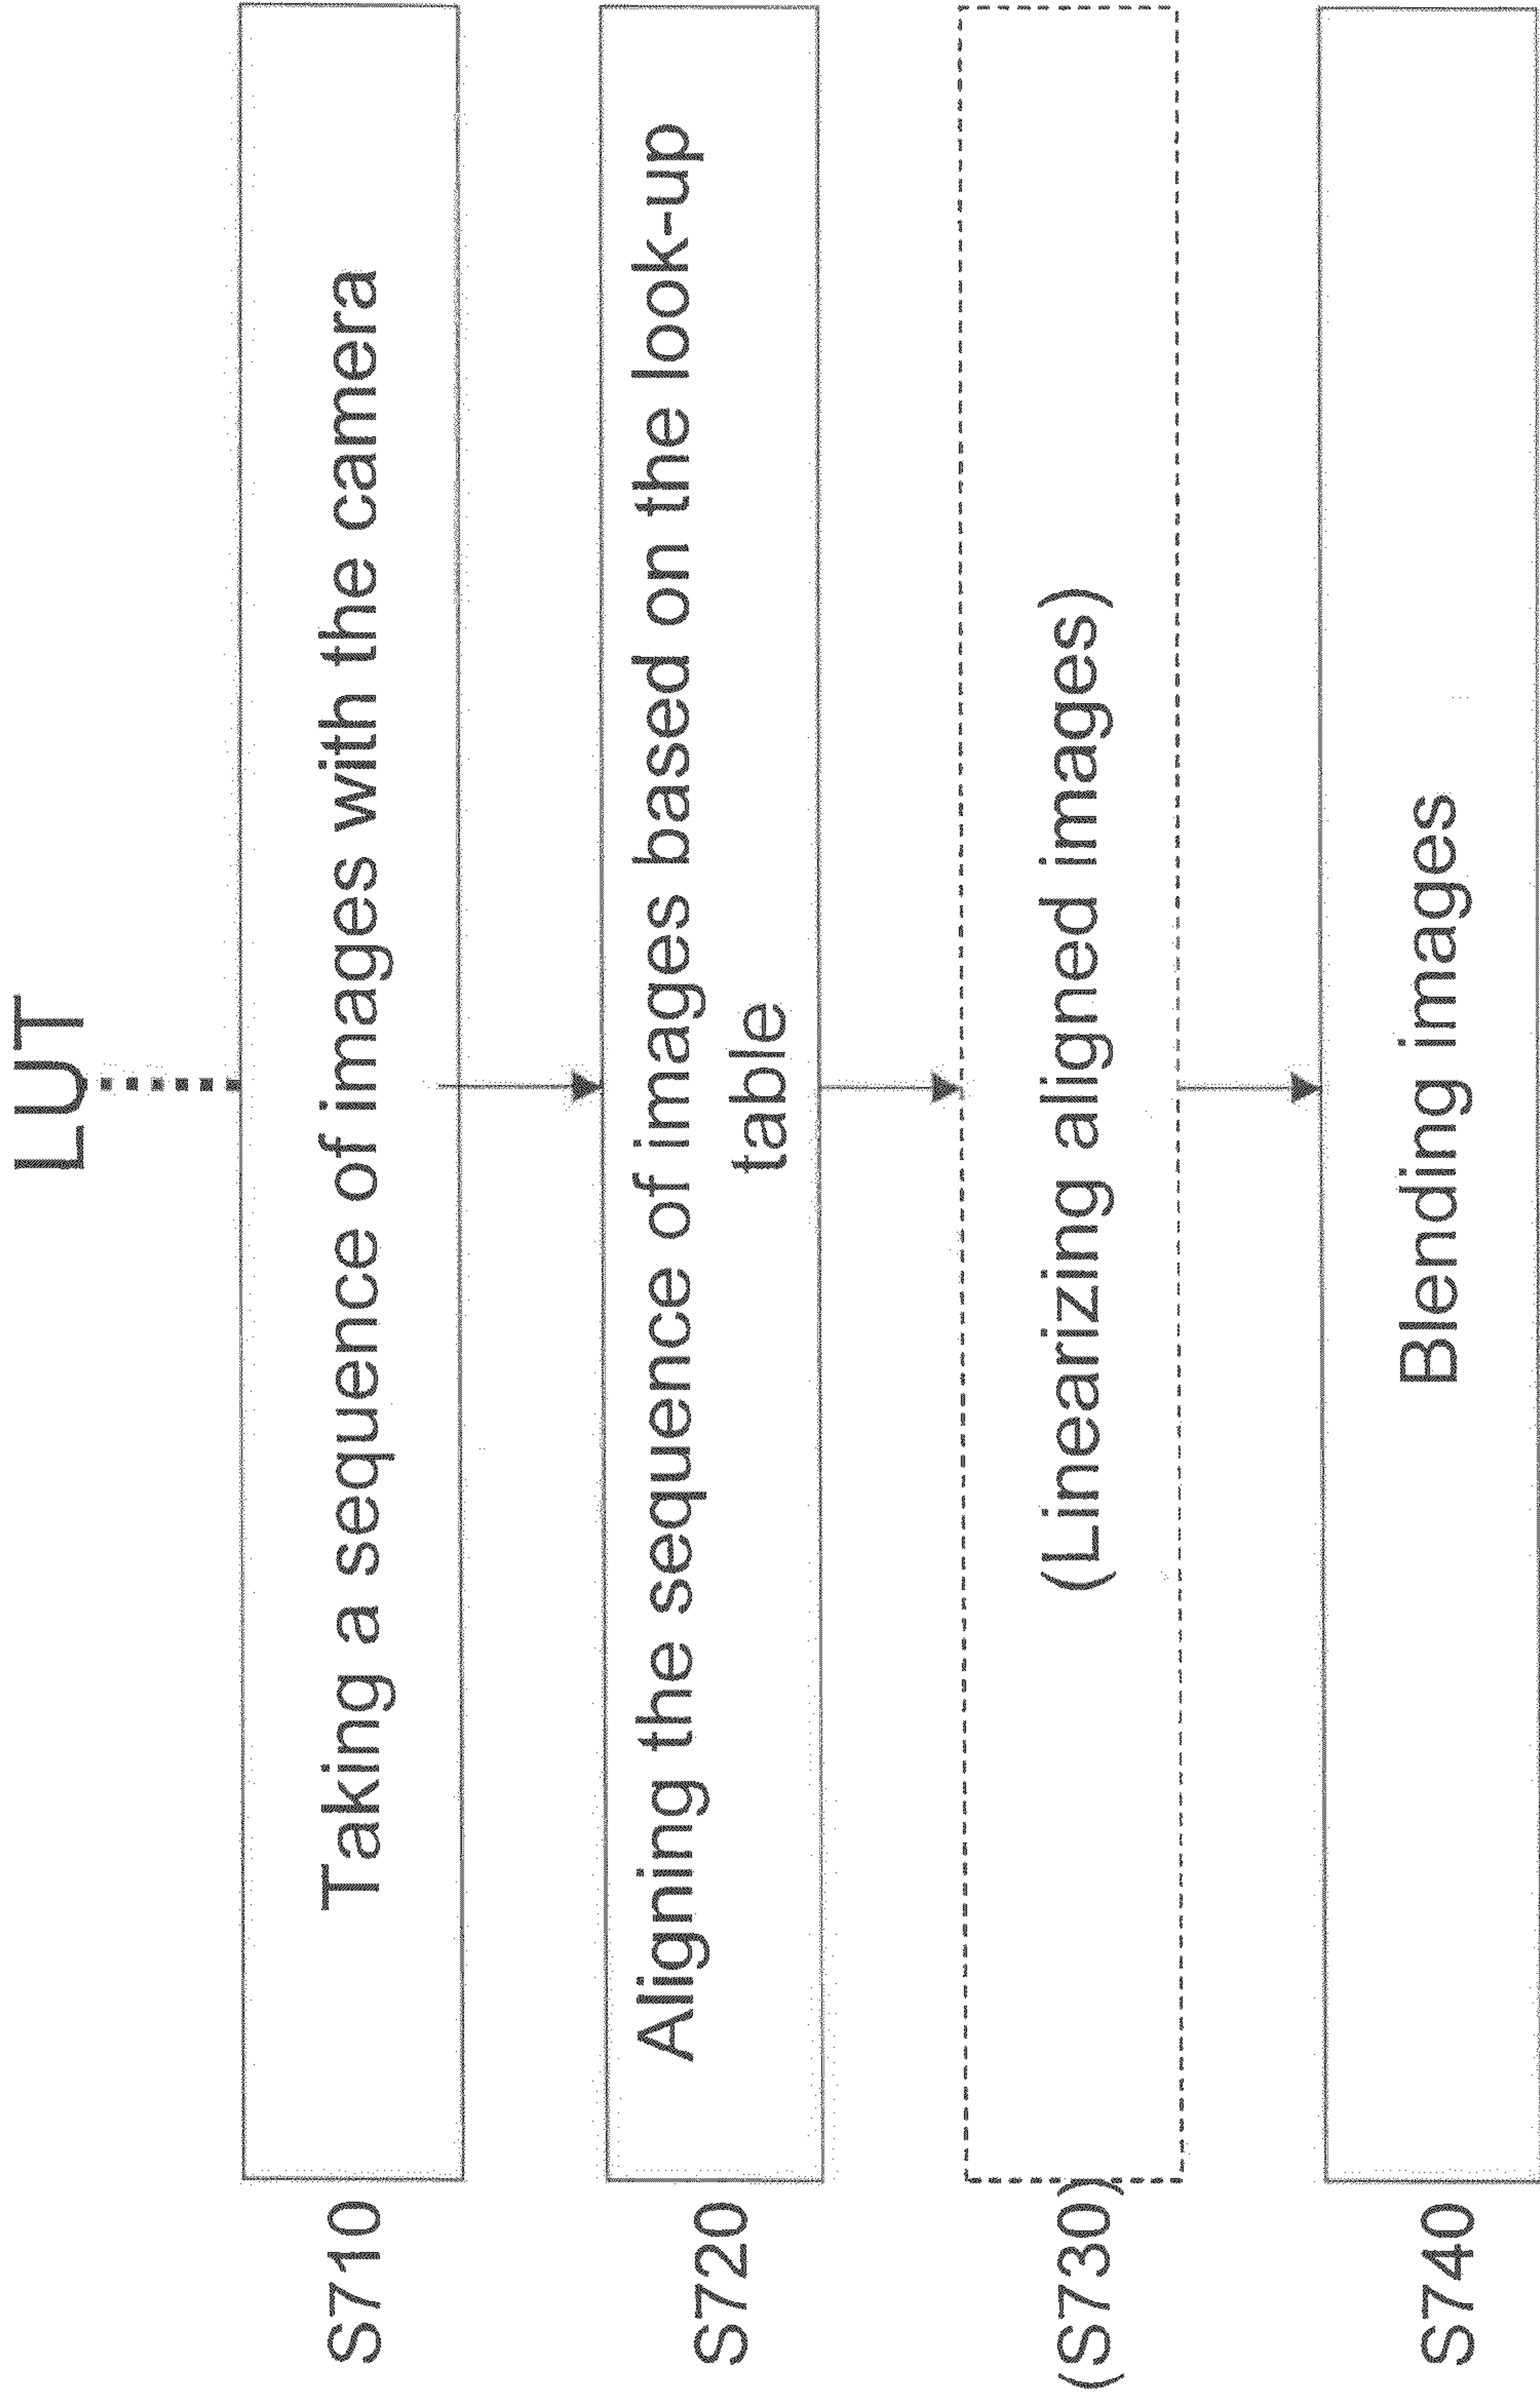 LUT
S710
Taking a sequence of images with the camera
S720
Aligning the sequence of images based on the look-up
table
(S730)
(Linearizing aligned images)
S740
Blending images